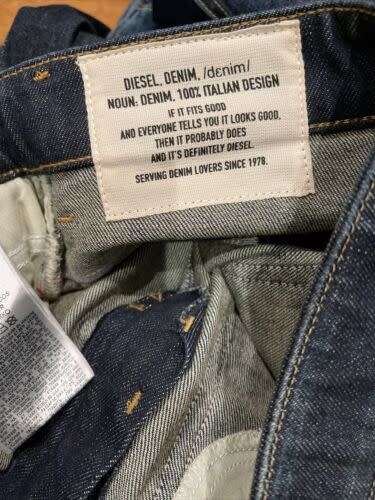 DIESEL, DENIM, /dɛnim/
NOUN: DENIM, 100% ITALIAN DESIGN
IF IT FITS GOOD
AND EVERYONE TELLS YOU IT LOOKS GOOD,
THEN IT PROBABLY DOES
AND IT'S DEFINITELY DIESEL.
SERVING DENIM LOVERS SINCE 1978.